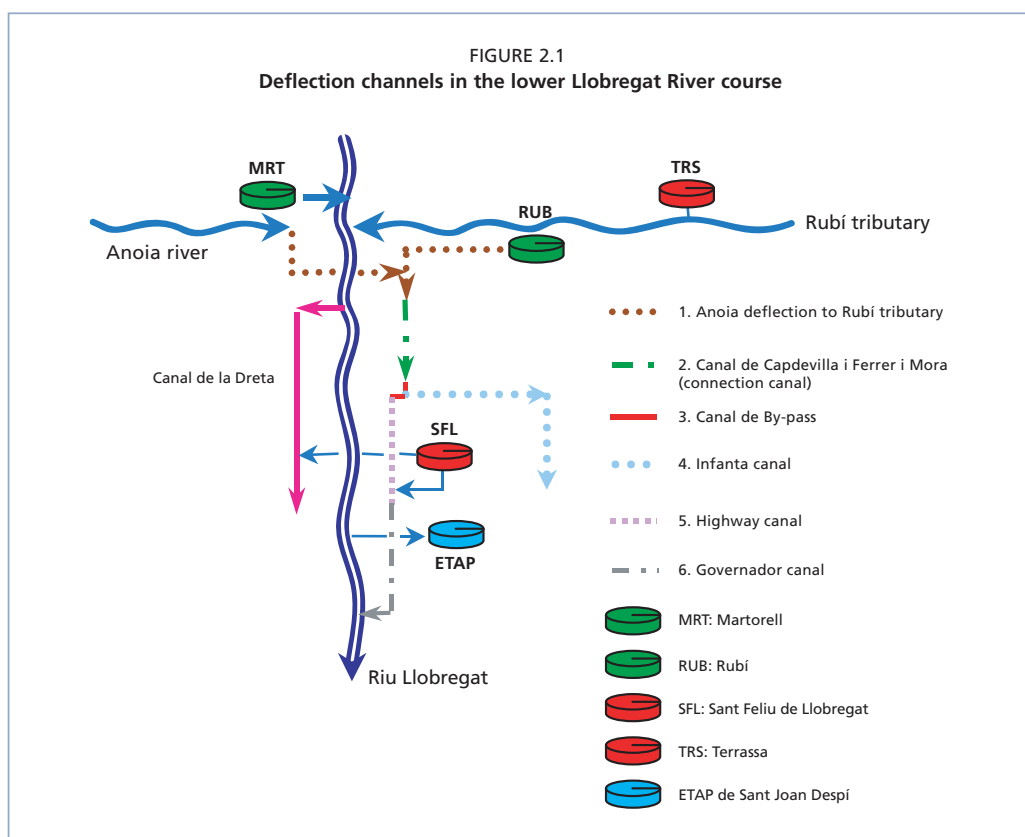 FIGURE 2.1
Deflection channels in the lower Llobregat River course
MRT
TRS
RUB
Rubí tributary
Anoia river
Canal de la Dreta
SFL
ETAP
Riu Llobregat
1. Anoia deflection to Rubí tributary
2. Canal de Capdevilla i Ferrer i Mora
(connection canal)
3. Canal de By-pass
4. Infanta canal
5. Highway canal
6. Governador canal
MRT: Martorell
RUB: Rubí
SFL: Sant Feliu de Llobregat
TRS: Terrassa
ETAP de Sant Joan Despí